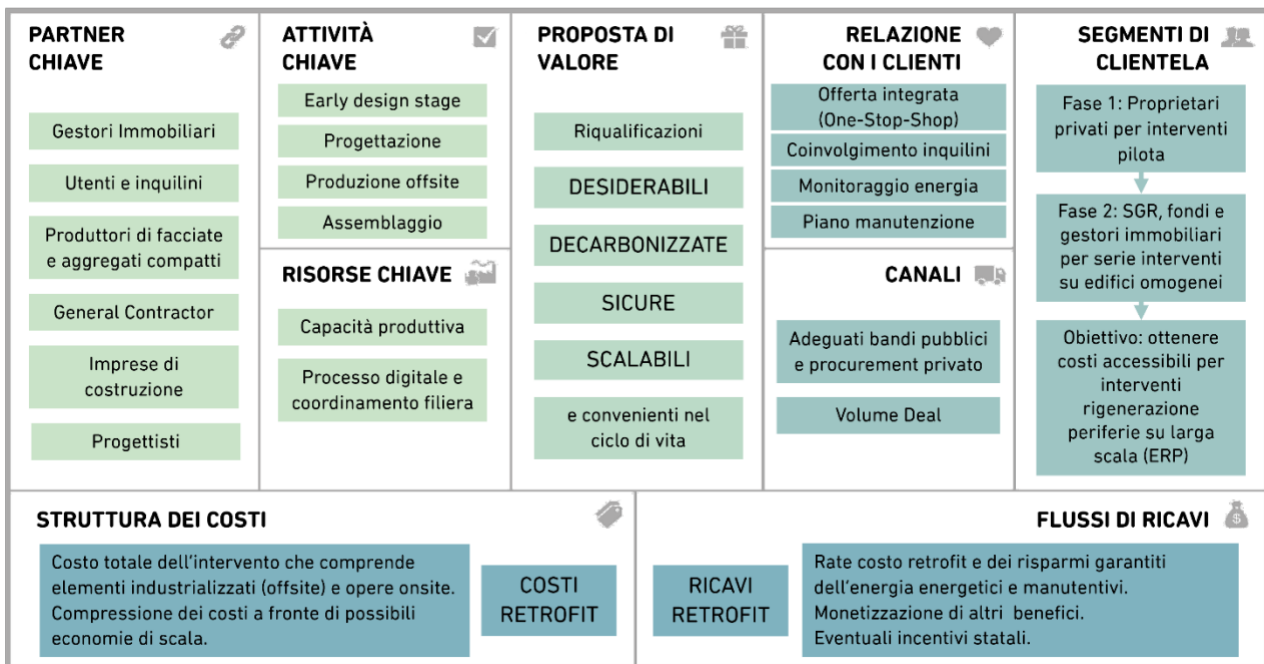 PARTNER
CHIAVE
Gestori Immobiliari
Utenti e inquilini
Produttori di facciate
e aggregati compatti
General Contractor
Imprese di
costruzione
Progettisti
ATTIVITÀ
CHIAVE
Early design stage
Progettazione
Produzione offsite
Assemblaggio
RISORSE CHIAVE
Capacità produttiva
Processo digitale e
coordinamento filiera
PROPOSTA DI
VALORE
Riqualificazioni
DESIDERABILI
DECARBONIZZATE
SICURE
SCALABILI
e convenienti nel
ciclo di vita
RELAZIONE
CON I CLIENTI
Offerta integrata
(One-Stop-Shop)
Coinvolgimento inquilini
Monitoraggio energia
Piano manutenzione
CANALI
Adeguati bandi pubblici
e procurement privato
Volume Deal
SEGMENTI DI
CLIENTELA
Fase 1: Proprietari
privati per interventi
pilota
Fase 2: SGR, fondi e
gestori immobiliari
per serie interventi
su edifici omogenei
Obiettivo: ottenere
costi accessibili per
interventi
rigenerazione
periferie su larga
scala (ERP)
STRUTTURA DEI COSTI
Costo totale dell'intervento che comprende
elementi industrializzati (offsite) e opere onsite.
Compressione dei costi a fronte di possibili
economie di scala.
COSTI
RETROFIT
FLUSSI DI RICAVI
$
RICAVI
RETROFIT
Rate costo retrofit e dei risparmi garantiti
dell'energia energetici e manutentivi.
Monetizzazione di altri benefici.
Eventuali incentivi statali.